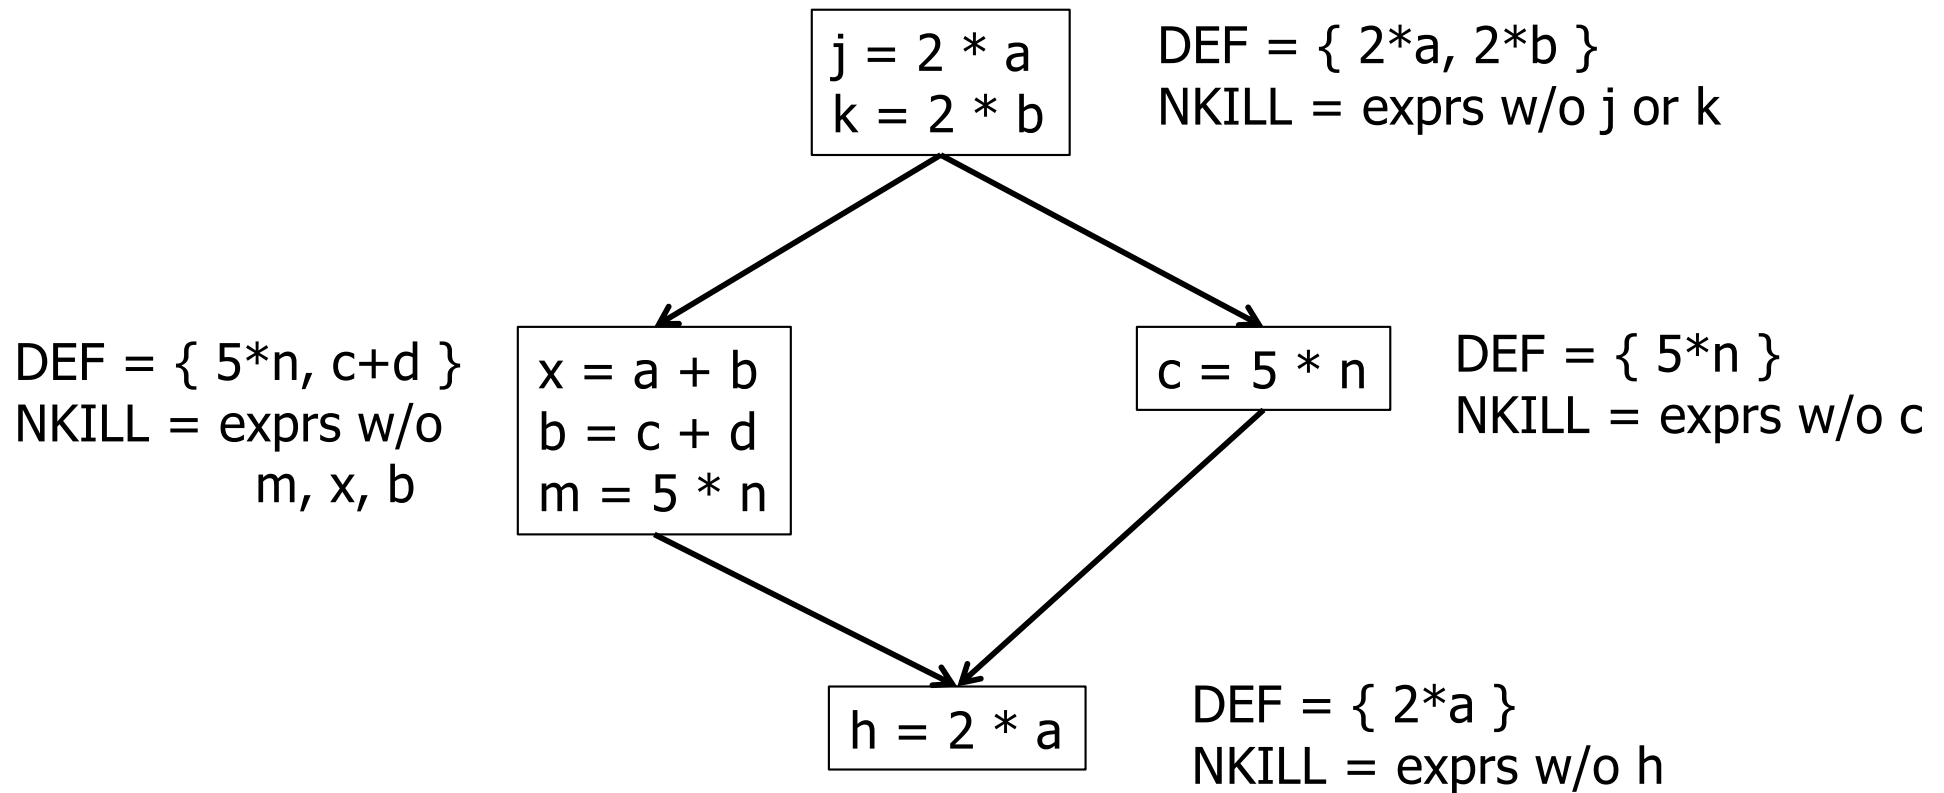 j = 2 * a
k = 2 * b
DEF = { 2*a, 2*b }
NKILL = exprs w/o j or k
DEF = { 5*n, c+d }
NKILL = exprs w/o
m, x, b
x = a + b
b = c + d
m = 5 * n
c = 5 * n
DEF = { 5*n }
NKILL = exprs w/o c
h = 2 * a
DEF = { 2*a }
NKILL = exprs w/o h